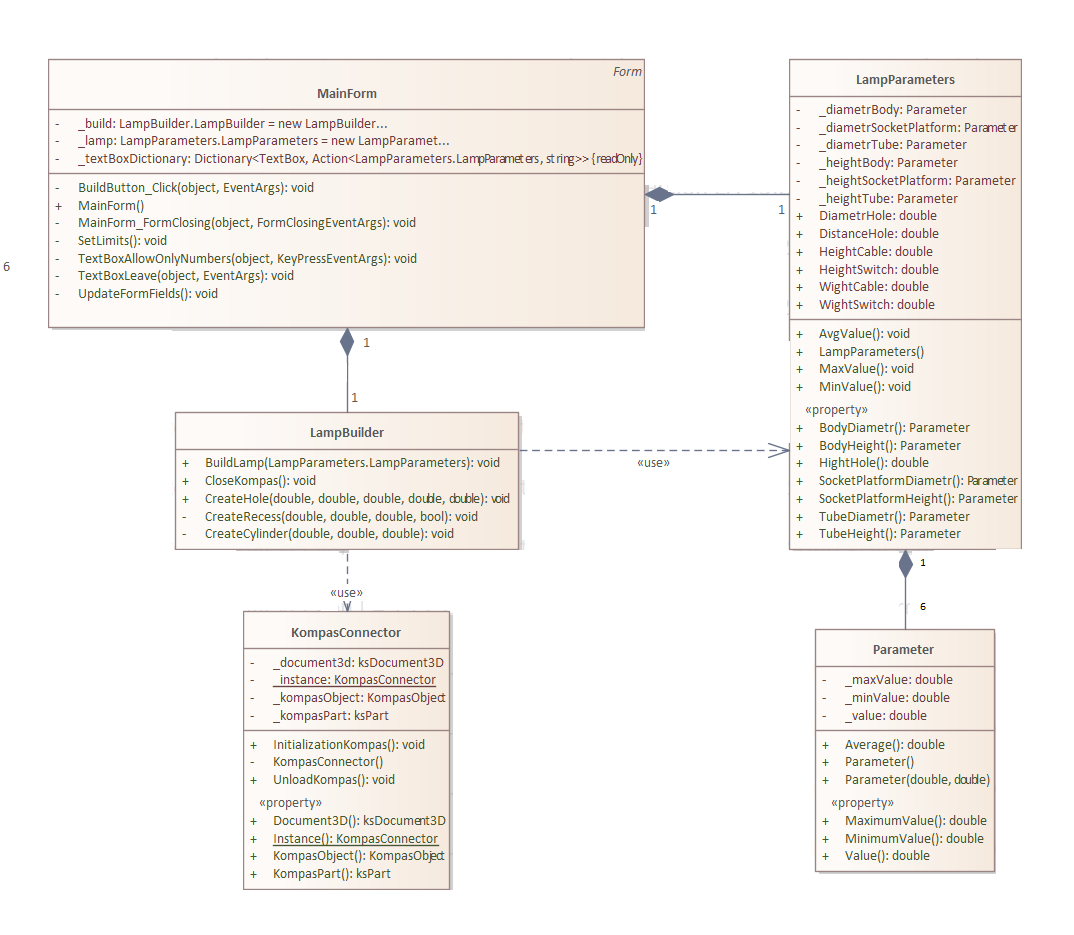 Form
MainForm
- _build: LampBuilder.LampBuilder = new LampBuilder...
- _lamp: LampParameters.LampParameters = new LampParamet...
- _textBoxDictionary: Dictionary<TextBox, Action<LampParameters.LampParameters, string>> {readOnly}
- BuildButton_Click(object, EventArgs): void
+ MainForm()
- MainForm_FormClosing(object, FormClosingEventArgs): void
- SetLimits(): void
- TextBoxAllowOnlyNumbers(object, KeyPressEventArgs): void
- TextBoxLeave(object, EventArgs): void
- UpdateFormFields(): void
6
1
1
LampParameters
- _diametrBody: Parameter
- _diametrSocketPlatform: Parameter
- _diametrTube: Parameter
- _heightBody: Parameter
- _heightSocketPlatform: Parameter
- _heightTube: Parameter
+ DiametrHole: double
+ DistanceHole: double
+ HeightCable: double
+ HeightSwitch: double
+ WightCable: double
+ WightSwitch: double
+ AvgValue(): void
+ LampParameters()
+ MaxValue(): void
+ MinValue(): void
«property»
+ BodyDiametr(): Parameter
+ BodyHeight(): Parameter
+ HightHole(): double
+ SocketPlatformDiametr(): Parameter
+ SocketPlatformHeight(): Parameter
+ TubeDiametr(): Parameter
+ TubeHeight(): Parameter
1
1
LampBuilder
+ BuildLamp(LampParameters.LampParameters): void
+ CloseKompas(): void
+ CreateHole(double, double, double, double, double): void
- CreateRecess(double, double, double, bool): void
- CreateCylinder(double, double, double): void
«use»
«use»
KompasConnector
- _document3d: ksDocument3D
- _instance: KompasConnector
- _kompasObject: KompasObject
- _kompasPart: ksPart
+ InitializationKompas(): void
- KompasConnector()
+ UnloadKompas(): void
«property»
+ Document3D(): ksDocument3D
+ Instance(): KompasConnector
+ KompasObject(): KompasObject
+ KompasPart(): ksPart
1
6
Parameter
- _maxValue: double
- _minValue: double
- _value: double
+ Average(): double
+ Parameter()
+ Parameter(double, double)
«property»
+ MaximumValue(): double
+ MinimumValue(): double
+ Value(): double